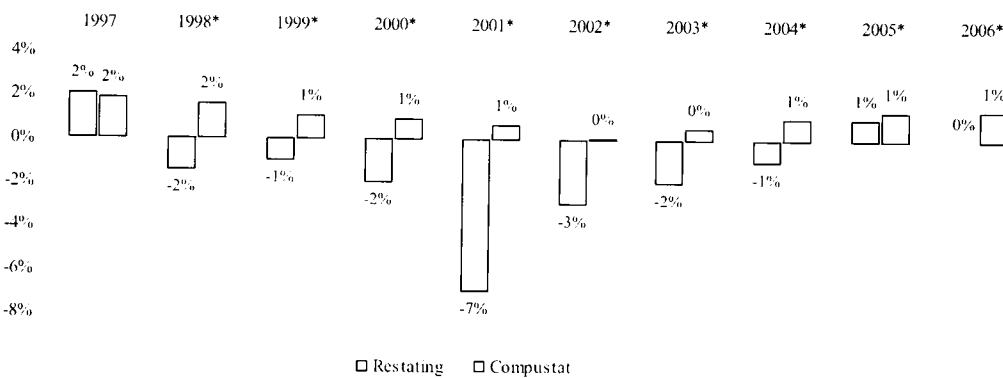 1997 1998* 1999* 2000* 2001* 2002* 2003* 2004* 2005* 2006*
4%
2% 2% 2% 2% 1% 1% 1% 0% 0% 1% 1% 1% 1%
0% 0%
-2% -2% -1% -2% -3% -2% -1%
-4%
-6%
-8% -7%
Restating Compustat